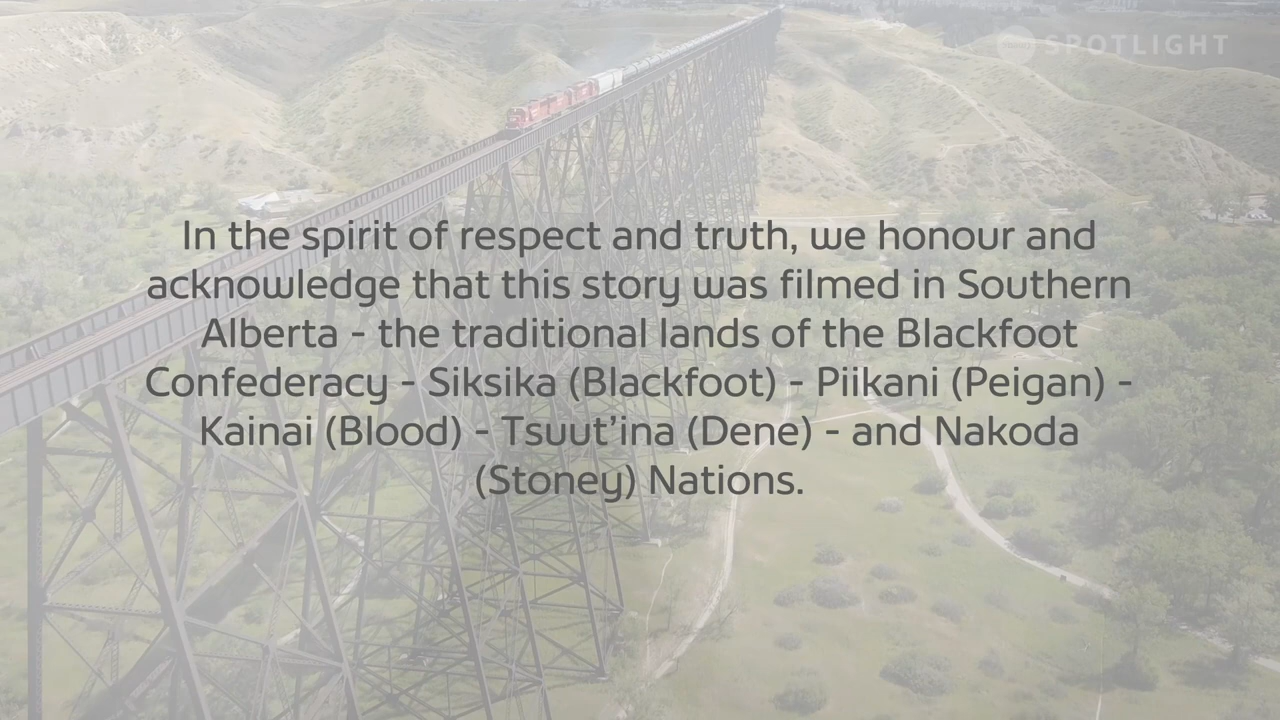 SPOTLIGHT
In the spirit of respect and truth, we honour and
acknowledge that this story was filmed in Southern
Alberta - the traditional lands of the Blackfoot
Confederacy - Siksika (Blackfoot) - Piikani (Peigan) -
Kainai (Blood) - Tsuut’ina (Dene) - and Nakoda
(Stoney) Nations.